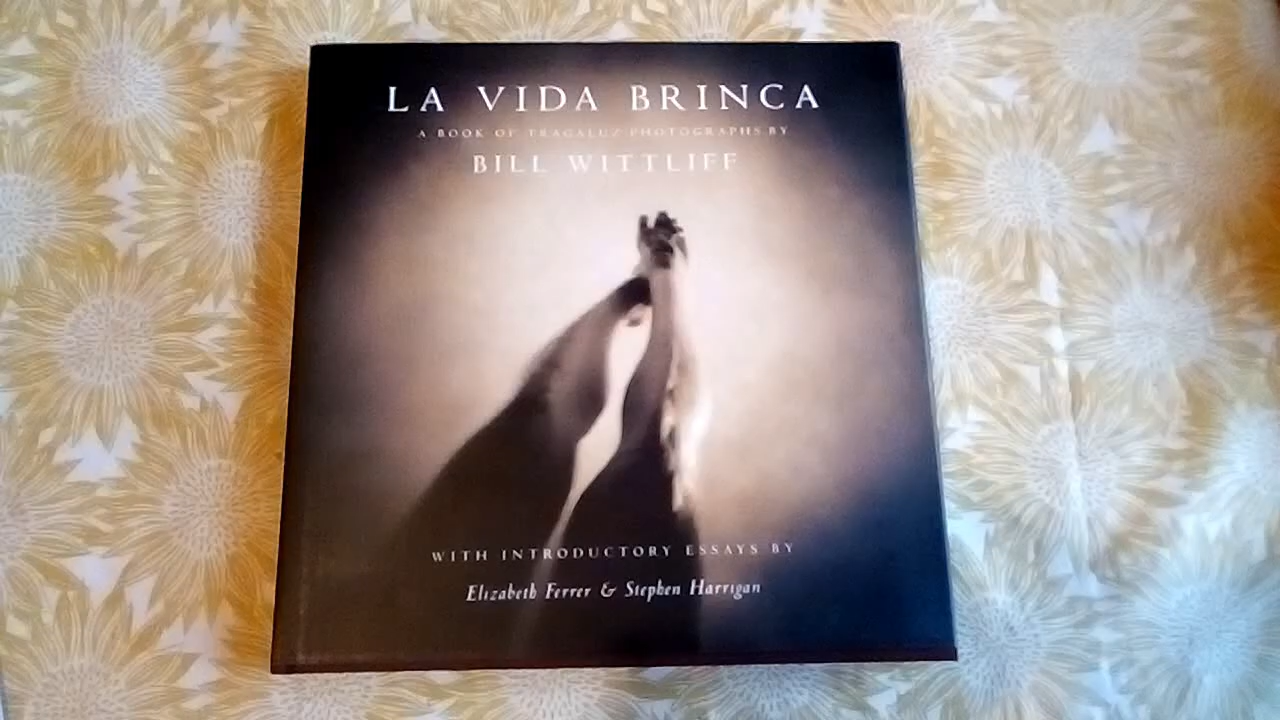 LA VIDA BRINCA
A BOOK OF TRAGALUZ PHOTOGRAPHS BY
BILL WITTLIFF
WITH INTRODUCTORY ESSAYS BY
Elizabeth Ferrer & Stephen Harrigan